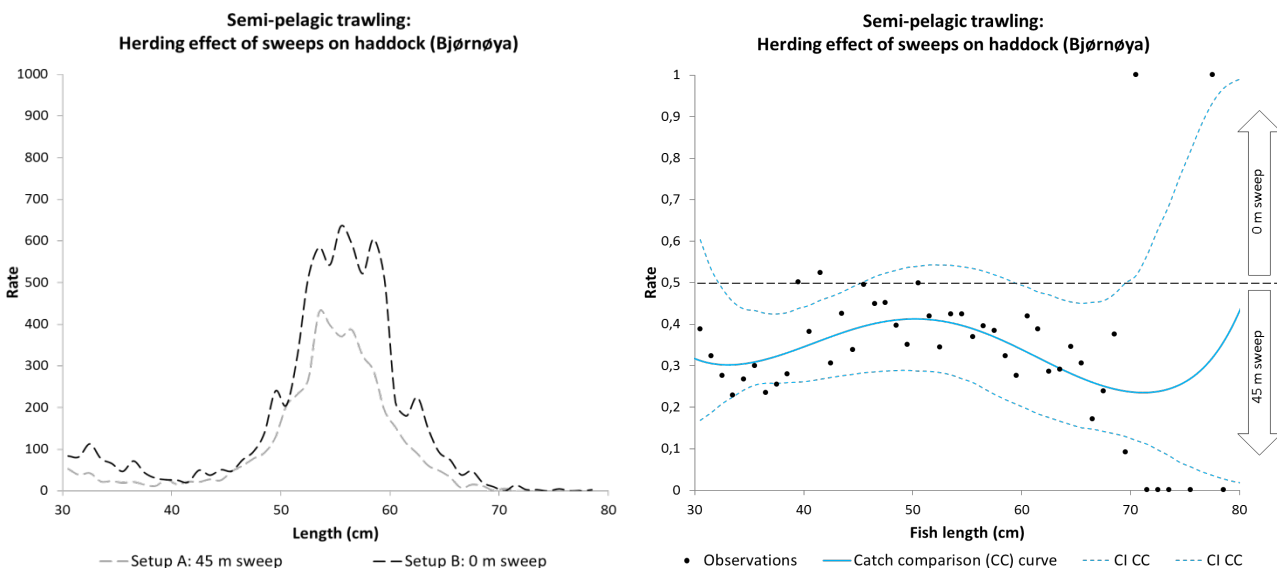 Semi-pelagic trawling:
Herding effect of sweeps on haddock (Bjørnøya)
1000
900
800
700
600
500
400
300
200
100
0
Rate
30
40
50
60
70
80
Length (cm)
Setup A: 45 m sweep
Setup B: 0 m sweep
Semi-pelagic trawling:
Herding effect of sweeps on haddock (Bjørnøya)
1
0,9
0,8
0,7
0,6
0,5
0,4
0,3
0,2
0,1
0
Rate
30
40
50
60
70
80
Fish length (cm)
0 m sweep
45 m sweep
Observations
Catch comparison (CC) curve
CI CC
CI CC